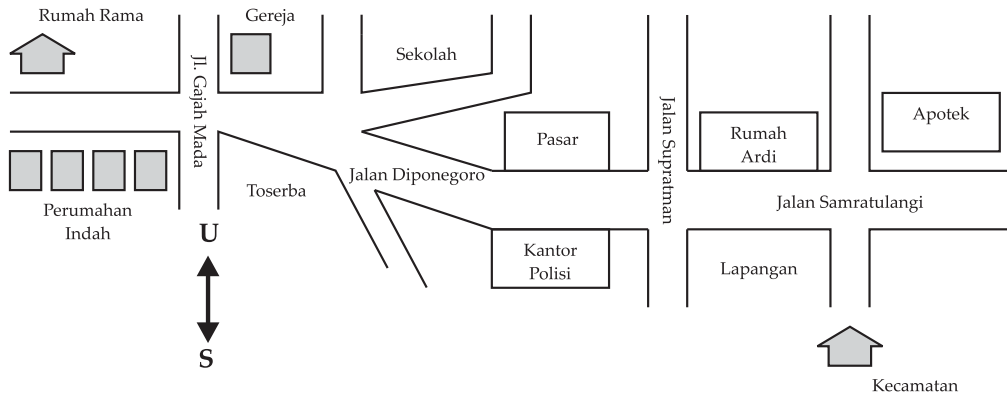 Rumah Rama
Gereja
Sekolah
Jl. Gajah Mada
Pasar
Jalan Supratman
Rumah
Ardi
Apotek
Perumahan
Indah
Toserba
Jalan Diponegoro
Jalan Samratulangi
U
Kantor
Polisi
Lapangan
S
Kecamatan